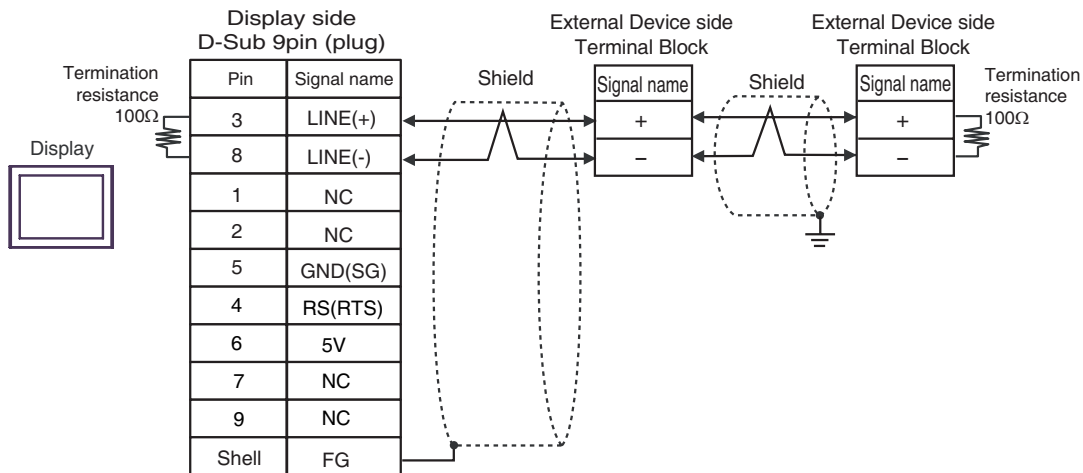 Display side
D-Sub 9pin (plug)
External Device side
Terminal Block
External Device side
Terminal Block
Termination
resistance
100Ω
Pin Signal name
Shield
Signal name
Shield
Signal name
Termination
resistance
100Ω
3 LINE(+)
+
+
Display
8 LINE(-)
–
–
1 NC
2 NC
5 GND(SG)
4 RS(RTS)
6 5V
7 NC
9 NC
Shell FG